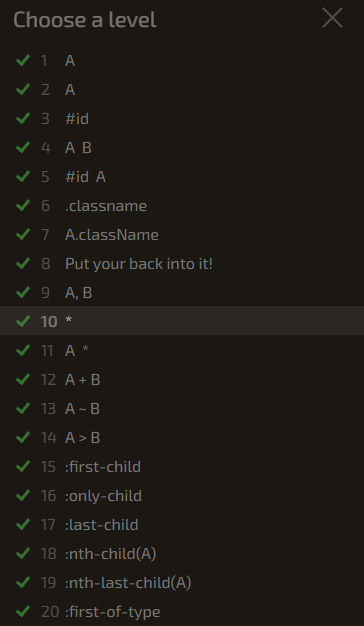 Choose a level
1 A
2 A
3 #id
4 A B
5 #id A
6 .classname
7 A.className
8 Put your back into it!
9 A, B
10 *
11 A *
12 A + B
13 A ~ B
14 A > B
15 :first-child
16 :only-child
17 :last-child
18 :nth-child(A)
19 :nth-last-child(A)
20 :first-of-type